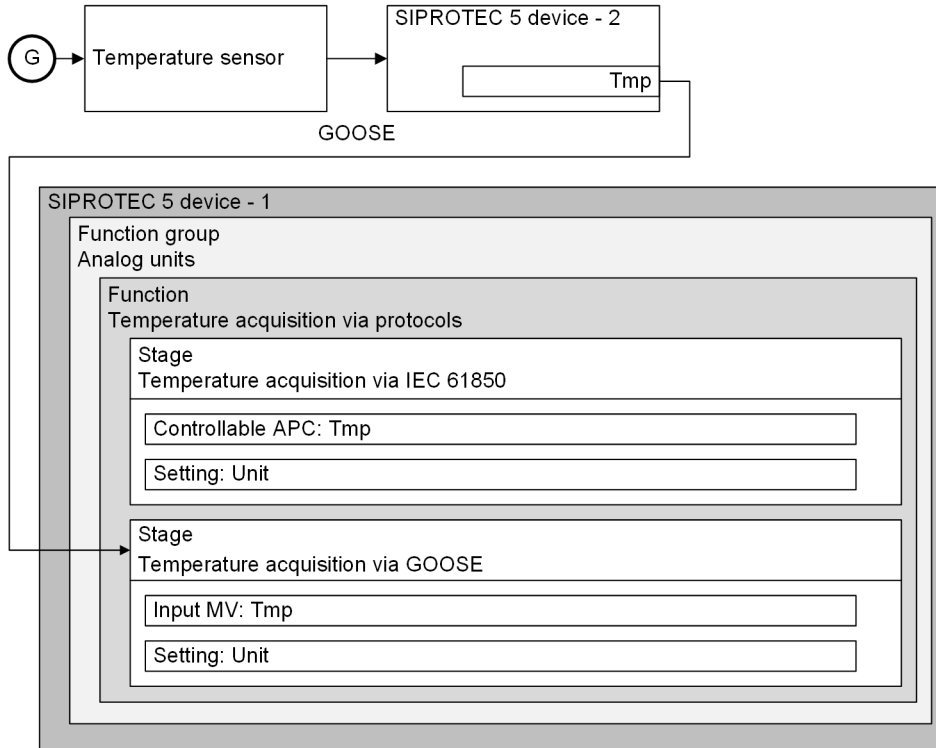 SIPROTEC 5 device - 2
G
Temperature sensor
Tmp
GOOSE
SIPROTEC 5 device - 1
Function group
Analog units
Function
Temperature acquisition via protocols
Stage
Temperature acquisition via IEC 61850
Controllable APC: Tmp
Setting: Unit
Stage
Temperature acquisition via GOOSE
Input MV: Tmp
Setting: Unit